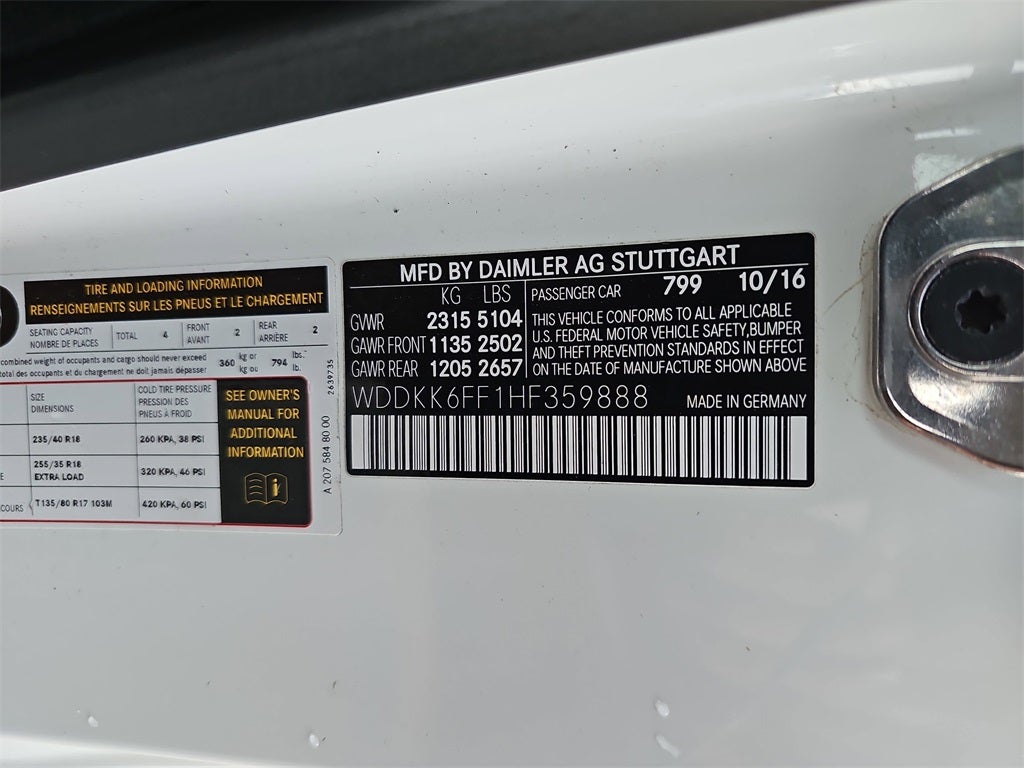 TIRE AND LOADING INFORMATION
RENSEIGNEMENTS SUR LES PNEUS ET LE CHARGEMENT
SEATING CAPACITY
NOMBRE DE PLACES
TOTAL 4
FRONT
AVANT
2
REAR
ARRIÈRE
2
combined weight of occupants and cargo should never exceed
total des occupants et du chargement ne doit jamais dépasser
360 kg or
kg ou
794 lbs.
lb.
SIZE
DIMENSIONS
COLD TIRE PRESSURE
PRESSION DES
PNEUS À FROID
235/40 R18
260 KPA, 38 PSI
255/35 R18
EXTRA LOAD
320 KPA, 46 PSI
COURS
T135/80 R17 103M
420 KPA, 60 PSI
SEE OWNER'S
MANUAL FOR
ADDITIONAL
INFORMATION
i
2639735
A 207 584 80 00
MFD BY DAIMLER AG STUTTGART
KG LBS
GVWR 2315 5104
GAWR FRONT 1135 2502
GAWR REAR 1205 2657
PASSENGER CAR 799 10/16
THIS VEHICLE CONFORMS TO ALL APPLICABLE
U.S. FEDERAL MOTOR VEHICLE SAFETY,BUMPER
AND THEFT PREVENTION STANDARDS IN EFFECT
ON THE DATE OF MANUFACTURE SHOWN ABOVE
WDDKK6FF1HF359888 MADE IN GERMANY